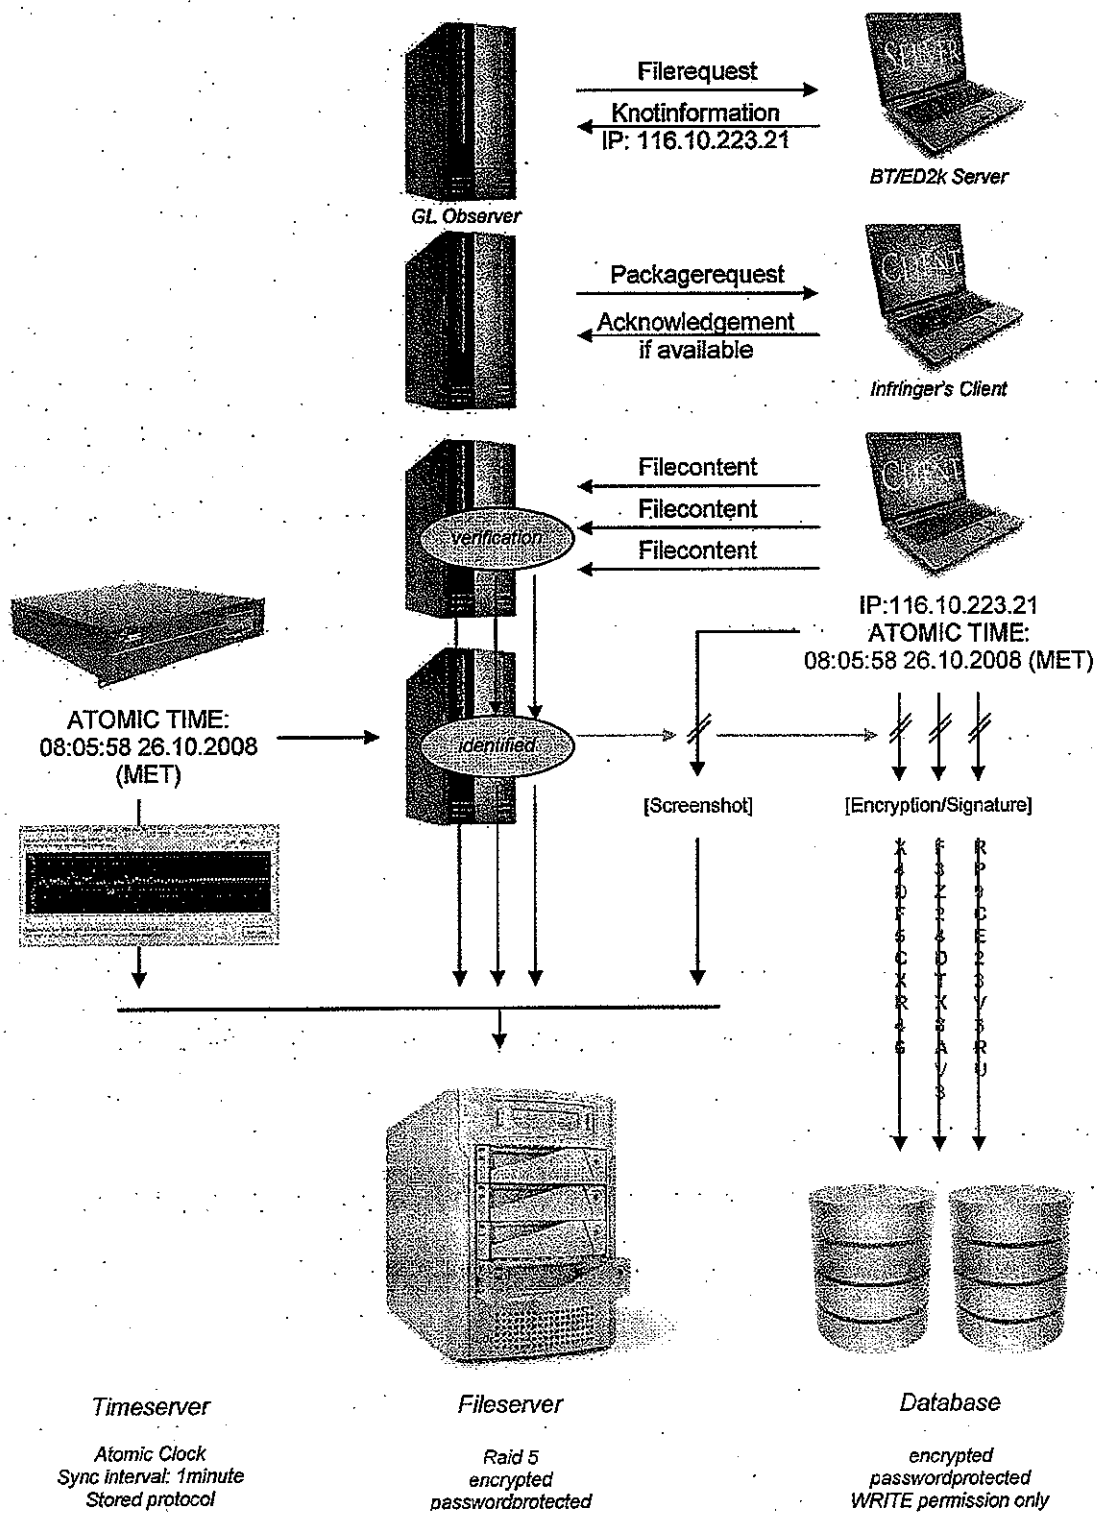 SERVER
Filerequest
Knotinformation
IP: 116.10.223.21
BT/ED2k Server
GL Observer
CLIENT
Packagerequest
Acknowledgement
if available
Infringer's Client
CLIENT
Filecontent
Filecontent
Filecontent
verification
IP:116.10.223.21
ATOMIC TIME:
08:05:58 26.10.2008 (MET)
ATOMIC TIME:
08:05:58 26.10.2008
(MET)
identified
[Screenshot]
[Encryption/Signature]
Timeserver
Fileserver
Database
Atomic Clock
Sync interval: 1minute
Stored protocol
Raid 5
encrypted
passwordprotected
encrypted
passwordprotected
WRITE permission only